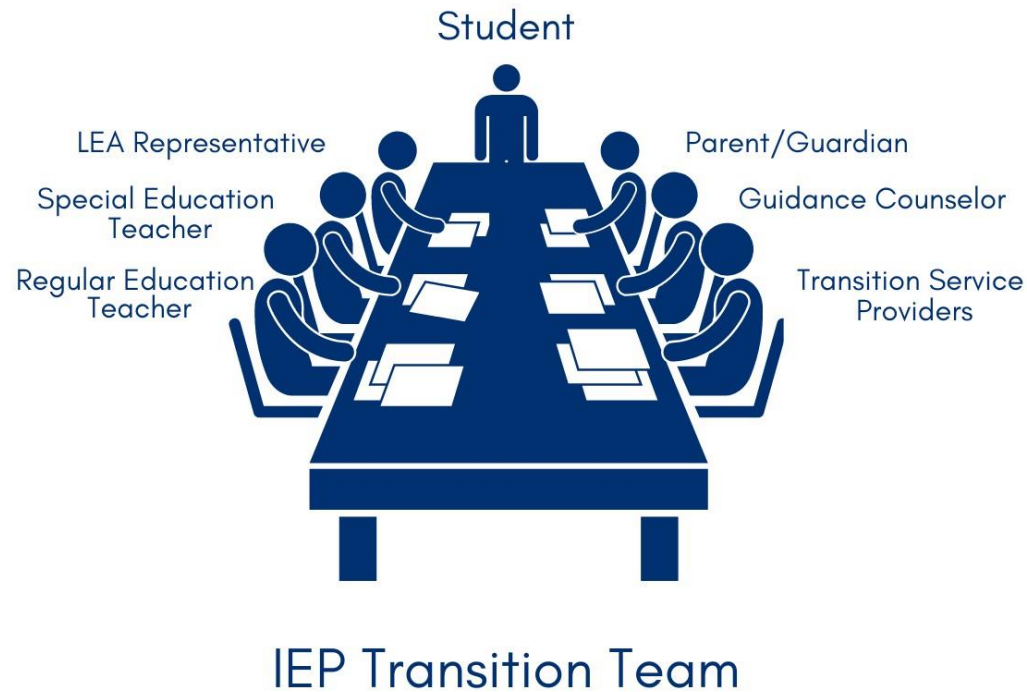 Student
LEA Representative
Special Education
Teacher
Regular Education
Teacher
Parent/Guardian
Guidance Counselor
Transition Service
Providers
IEP Transition Team